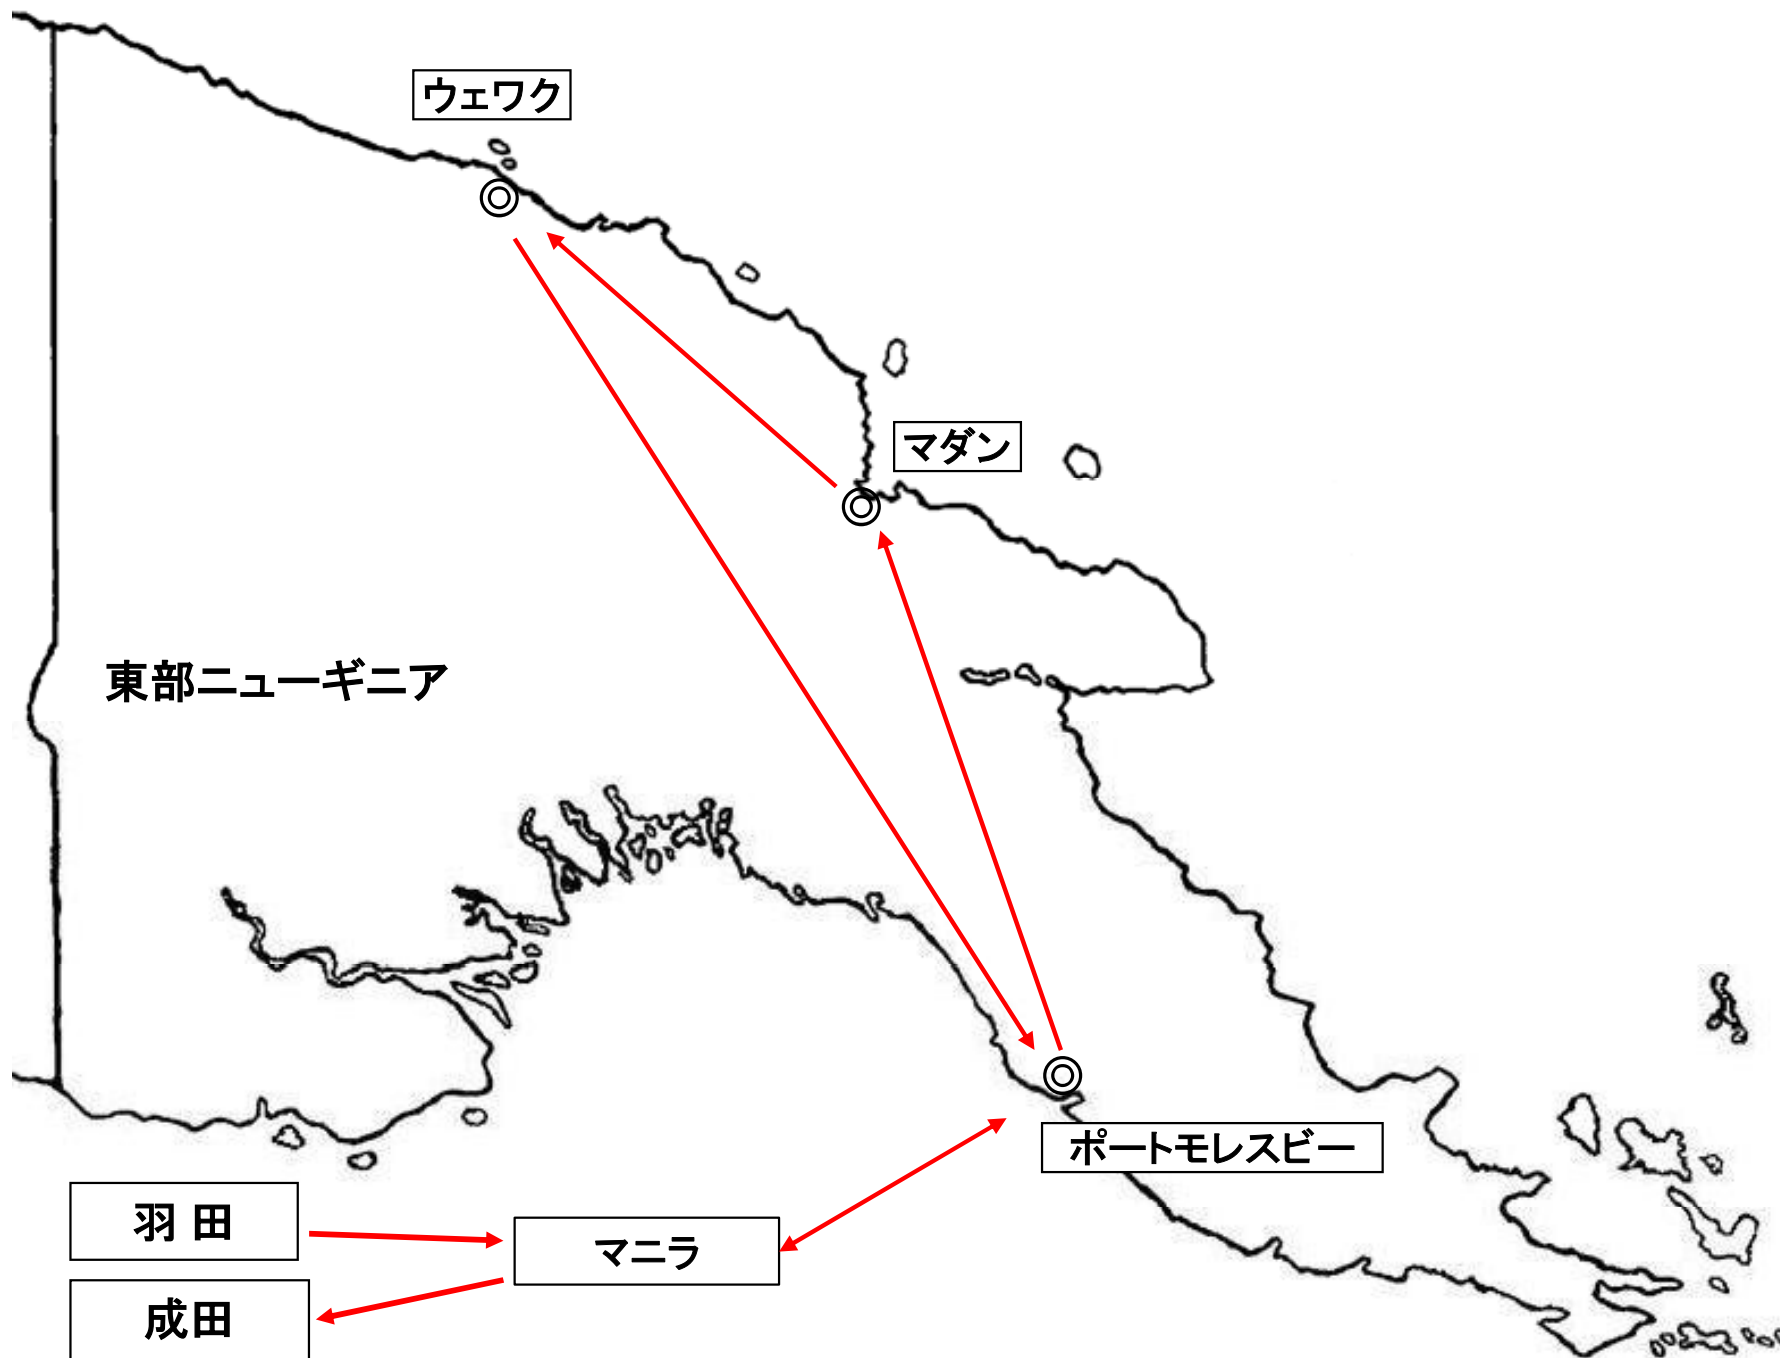 ウェワク
マダン
東部ニューギニア
ポートモレスビー
羽田
マニラ
成田